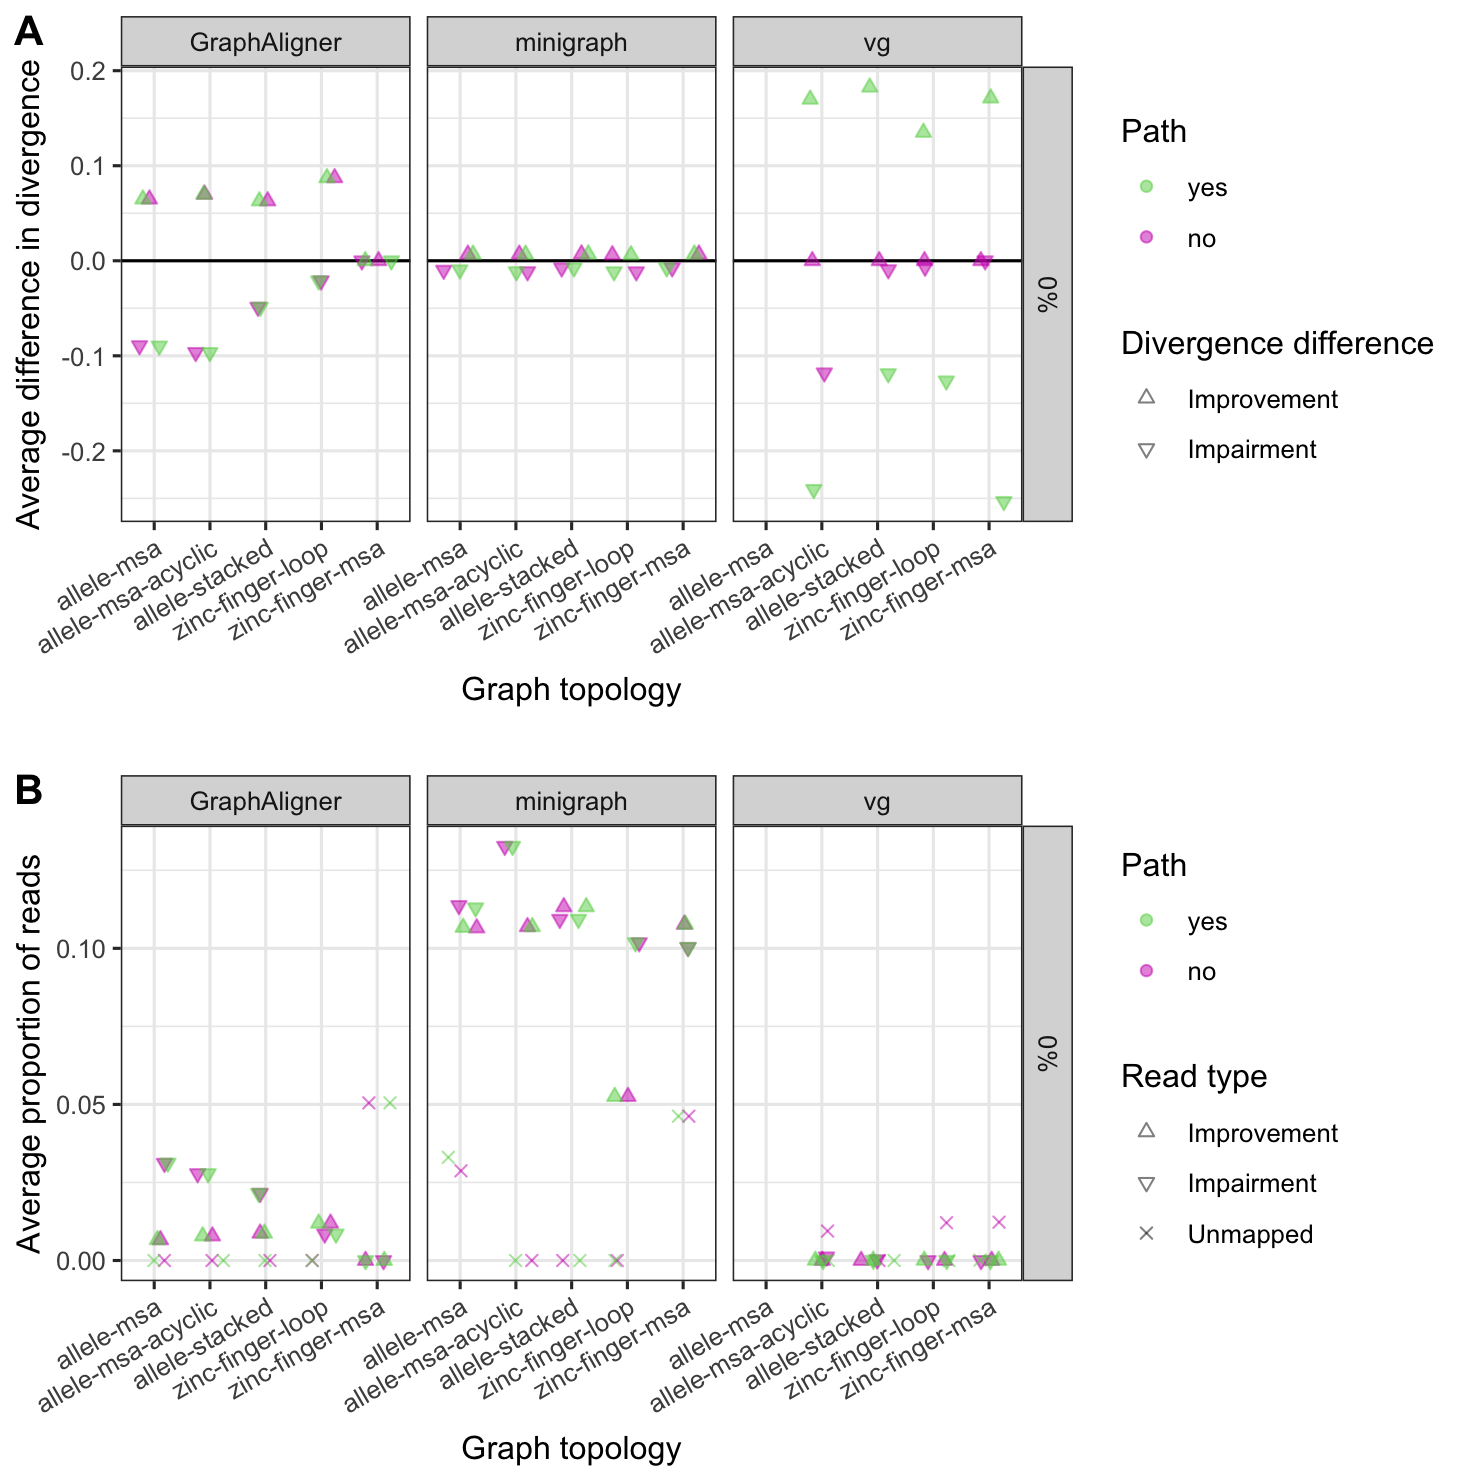 A
GraphAligner minigraph vg
Average difference in divergence
0.2
0.1
0.0
-0.1
-0.2
0%
allele-msa allele-msa-acyclic allele-stacked zinc-finger-loop zinc-finger-msa
allele-msa allele-msa-acyclic allele-stacked zinc-finger-loop zinc-finger-msa
allele-msa allele-msa-acyclic allele-stacked zinc-finger-loop zinc-finger-msa
Graph topology
Path
yes
no
Divergence difference
Improvement
Impairment
B
GraphAligner minigraph vg
Average proportion of reads
0.10
0.05
0.00
0%
allele-msa allele-msa-acyclic allele-stacked zinc-finger-loop zinc-finger-msa
allele-msa allele-msa-acyclic allele-stacked zinc-finger-loop zinc-finger-msa
allele-msa allele-msa-acyclic allele-stacked zinc-finger-loop zinc-finger-msa
Graph topology
Path
yes
no
Read type
Improvement
Impairment
Unmapped